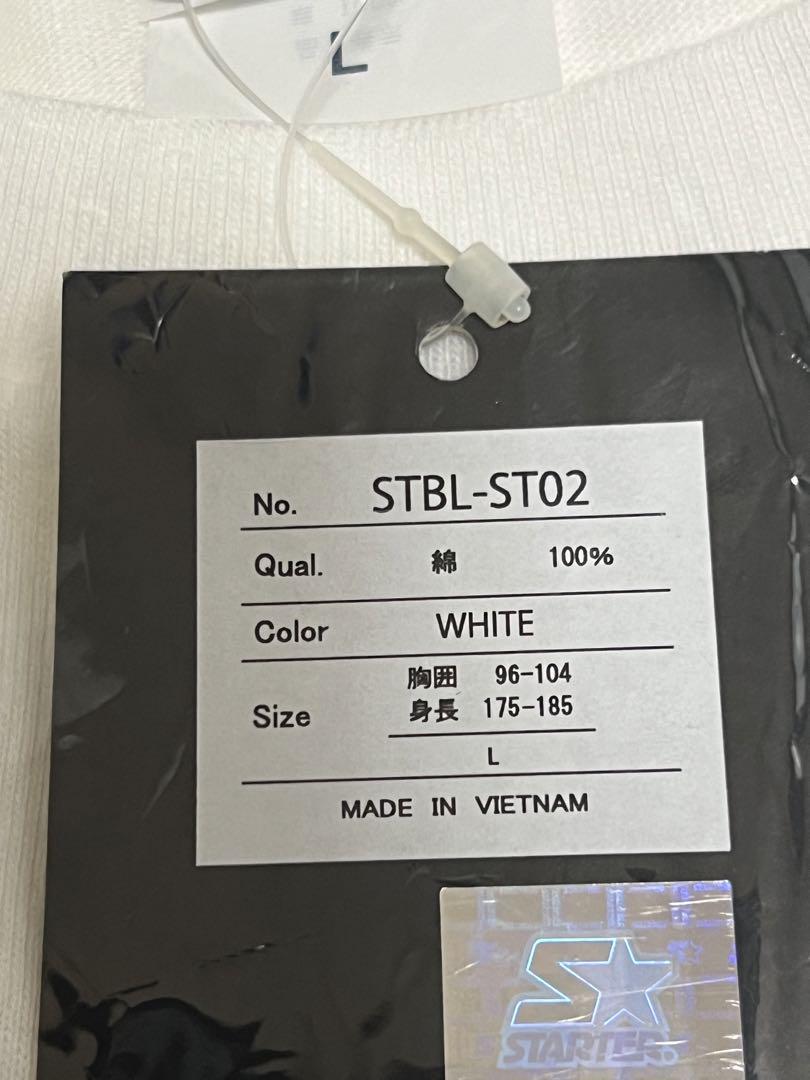 L
No. STBL-ST02
Qual. 綿 100%
Color WHITE
Size 胸囲 96-104
身長 175-185
L
MADE IN VIETNAM
STARTER